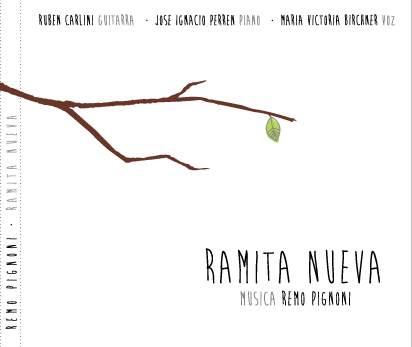 RUBEN CARLINI GUITARRA · JOSE IGNACIO PERREN PIANO · MARIA VICTORIA BIRCHNER VOZ
REMO PIGNONI · RAMITA NUEVA
RAMITA NUEVA
MÚSICA REMO PIGNONI